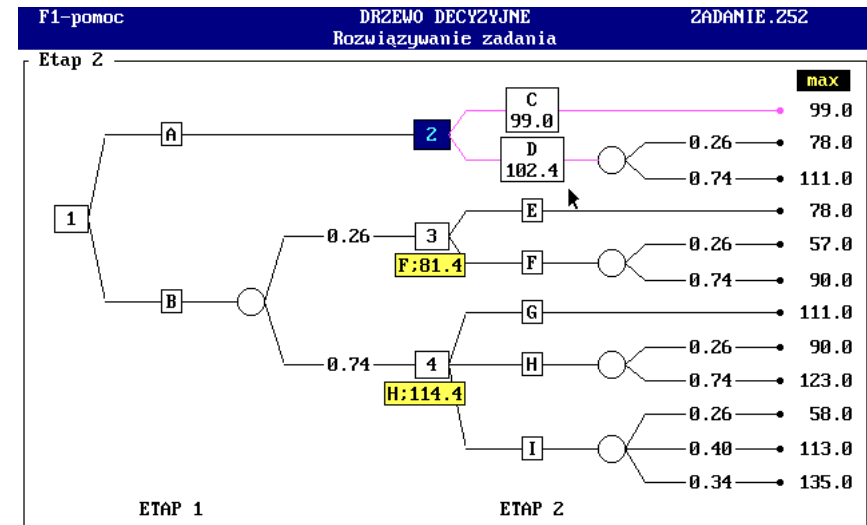 F1-pomoc DRZEWO DECYZYJNE ZADANIE.252
Rozwiązywanie zadania
Etap 2
max
C
99.0 99.0
A 2 0.26 78.0
D
102.4 0.74 111.0
1 E 78.0
0.26 3 0.26 57.0
F;81.4 F
0.74 90.0
B G 111.0
0.26 90.0
0.74 4 H
0.74 123.0
H;114.4
0.26 58.0
I 0.40 113.0
0.34 135.0
ETAP 1 ETAP 2